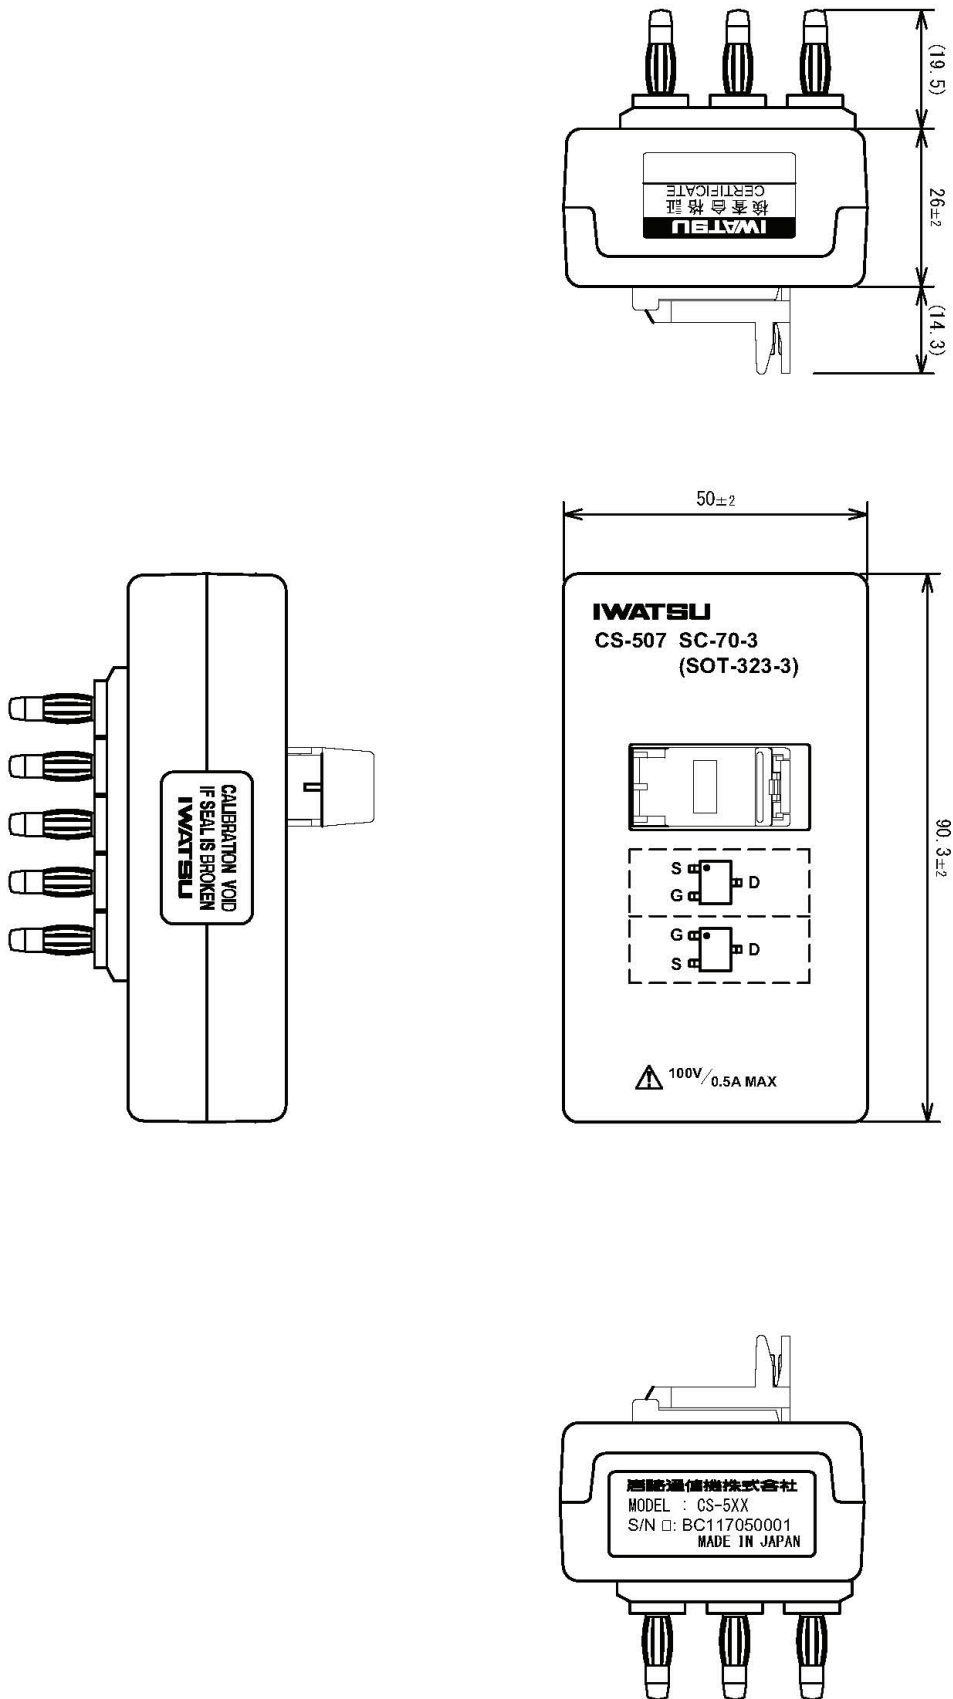 (19.5)
26±2
(14.3)
CERTIFICATE
検査合格証
IWATSU
50±2
90.3±2
IWATSU
CS-507 SC-70-3
(SOT-323-3)
S
G
D
G
S
D
100V/0.5A MAX
CALIBRATION VOID
IF SEAL IS BROKEN
IWATSU
岩崎通信機株式会社
MODEL : CS-5XX
S/N □: BC117050001
MADE IN JAPAN